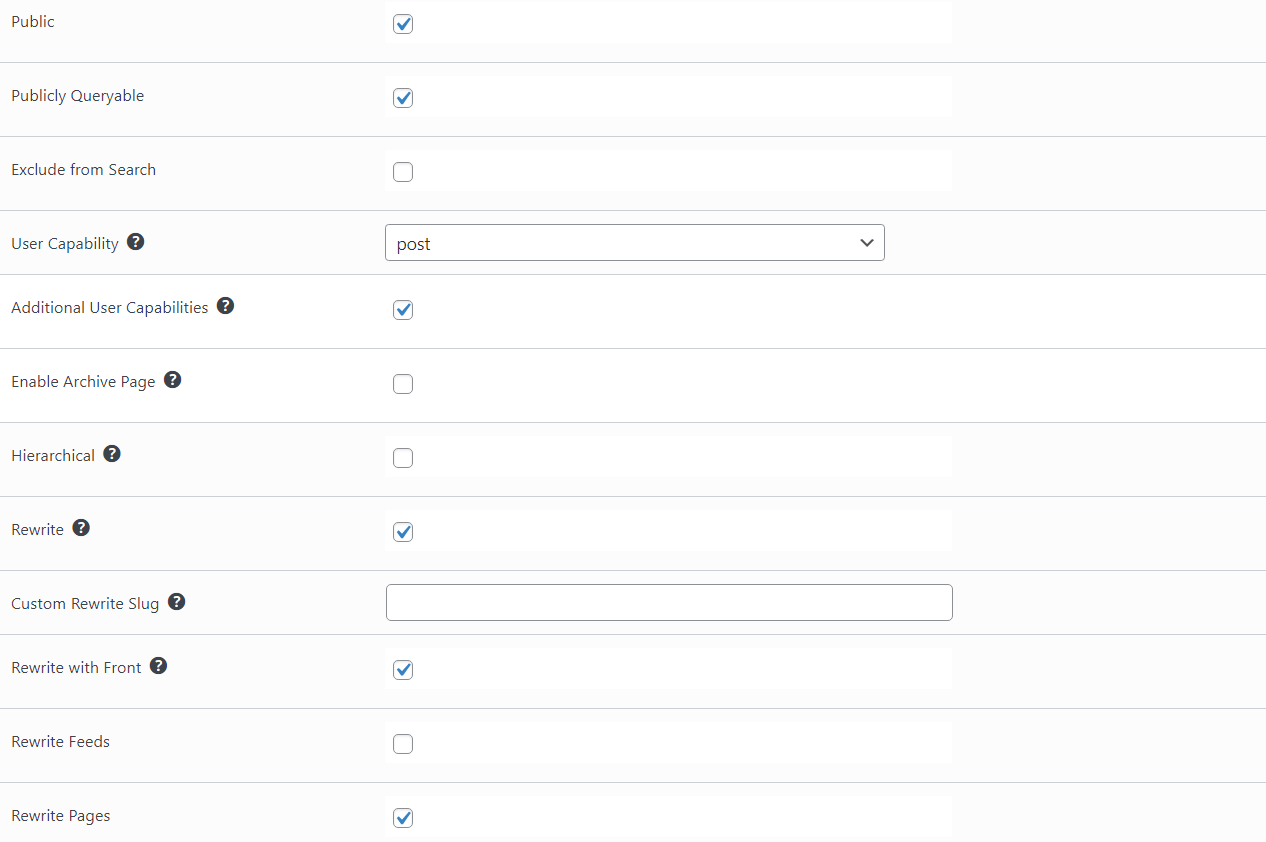 Public
Publicly Queryable
Exclude from Search
User Capability ?
post
Additional User Capabilities ?
Enable Archive Page ?
Hierarchical ?
Rewrite ?
Custom Rewrite Slug ?
Rewrite with Front ?
Rewrite Feeds
Rewrite Pages